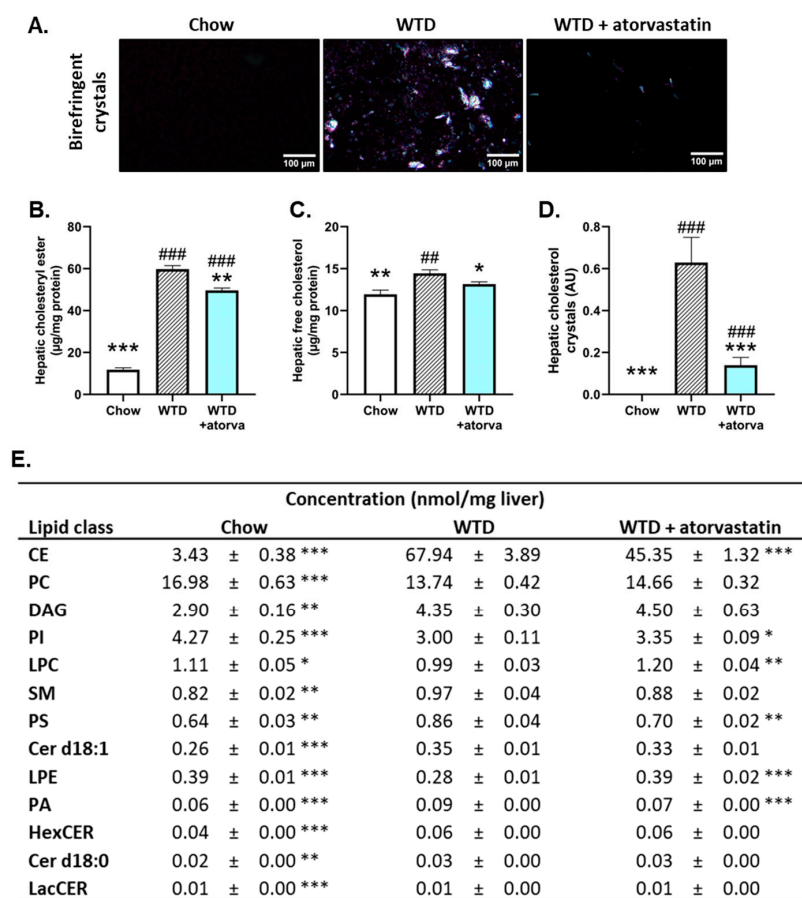 A.
Chow WTD WTD + atorvastatin
Birefringent
crystals
100 µm 100 µm 100 µm
B.
Hepatic cholesteryl ester
(µg/mg protein)
80
60
40
20
0
***
###
###
**
Chow WTD WTD
+atorva
C.
Hepatic free cholesterol
(µg/mg protein)
20
15
10
5
0
**
##
*
Chow WTD WTD
+atorva
D.
Hepatic cholesterol
crystals (AU)
0.8
0.6
0.4
0.2
0.0
***
###
###
***
Chow WTD WTD
+atorva
E.
Concentration (nmol/mg liver)
Lipid class Chow WTD WTD + atorvastatin
CE 3.43 ± 0.38 *** 67.94 ± 3.89 45.35 ± 1.32 ***
PC 16.98 ± 0.63 *** 13.74 ± 0.42 14.66 ± 0.32
DAG 2.90 ± 0.16 ** 4.35 ± 0.30 4.50 ± 0.63
PI 4.27 ± 0.25 *** 3.00 ± 0.11 3.35 ± 0.09 *
LPC 1.11 ± 0.05 * 0.99 ± 0.03 1.20 ± 0.04 **
SM 0.82 ± 0.02 ** 0.97 ± 0.04 0.88 ± 0.02
PS 0.64 ± 0.03 ** 0.86 ± 0.04 0.70 ± 0.02 **
Cer d18:1 0.26 ± 0.01 *** 0.35 ± 0.01 0.33 ± 0.01
LPE 0.39 ± 0.01 *** 0.28 ± 0.01 0.39 ± 0.02 ***
PA 0.06 ± 0.00 *** 0.09 ± 0.00 0.07 ± 0.00 ***
HexCER 0.04 ± 0.00 *** 0.06 ± 0.00 0.06 ± 0.00
Cer d18:0 0.02 ± 0.00 ** 0.03 ± 0.00 0.03 ± 0.00
LacCER 0.01 ± 0.00 *** 0.01 ± 0.00 0.01 ± 0.00